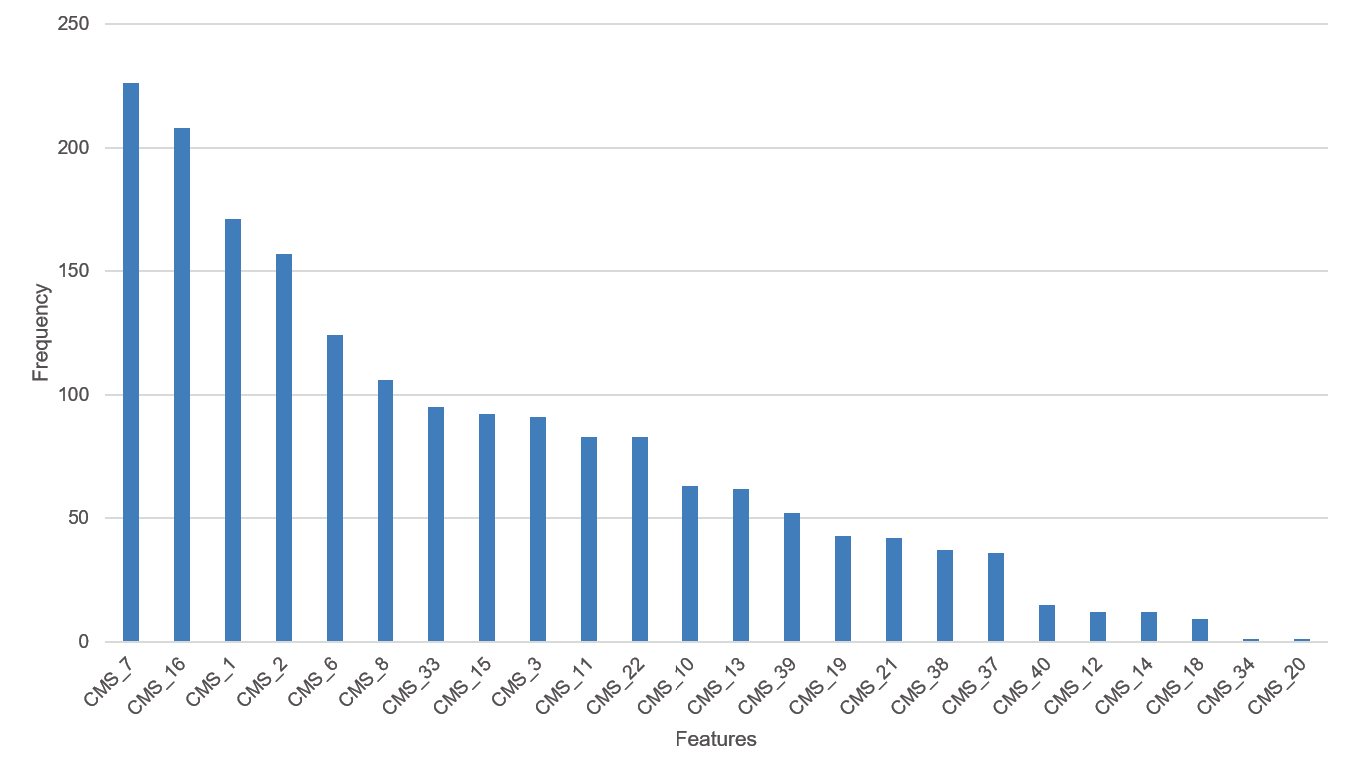 250
200
150
100
50
0
Frequency
CMS_7 CMS_16 CMS_1 CMS_2 CMS_6 CMS_8 CMS_33 CMS_15 CMS_3 CMS_11 CMS_22 CMS_10 CMS_13 CMS_39 CMS_19 CMS_21 CMS_38 CMS_37 CMS_40 CMS_12 CMS_14 CMS_18 CMS_34 CMS_20
Features